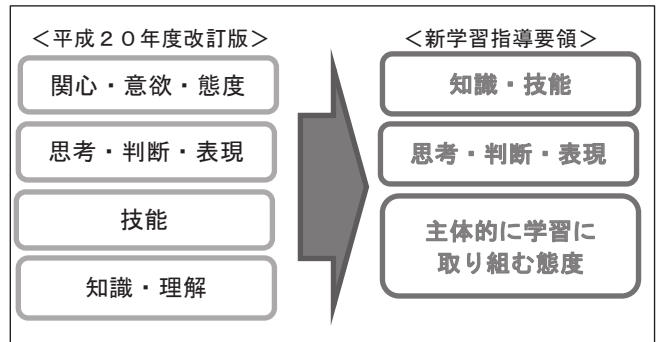 ＜平成２０年度改訂版＞
関心・意欲・態度
思考・判断・表現
技能
知識・理解
＜新学習指導要領＞
知識・技能
思考・判断・表現
主体的に学習に
取り組む態度